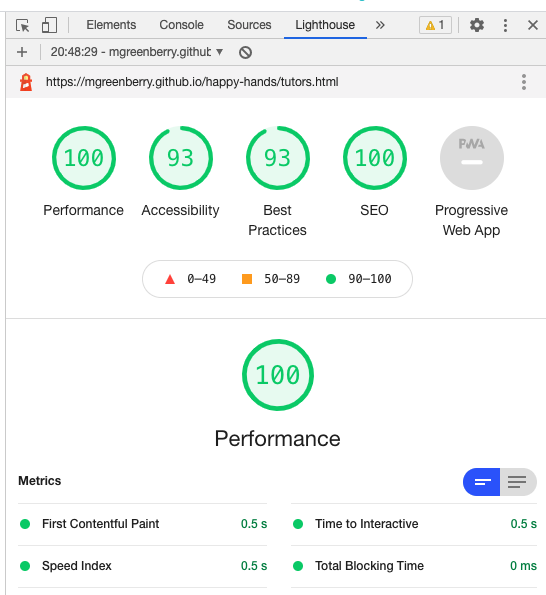 Elements Console Sources Lighthouse » 1
+ 20:48:29 - mgreenberry.githuk ▼
https://mgreenberry.github.io/happy-hands/tutors.html
100 93 93 100 PWA
Performance Accessibility Best Practices SEO Progressive Web App
0–49 50–89 90–100
100
Performance
Metrics
First Contentful Paint 0.5 s Time to Interactive 0.5 s
Speed Index 0.5 s Total Blocking Time 0 ms